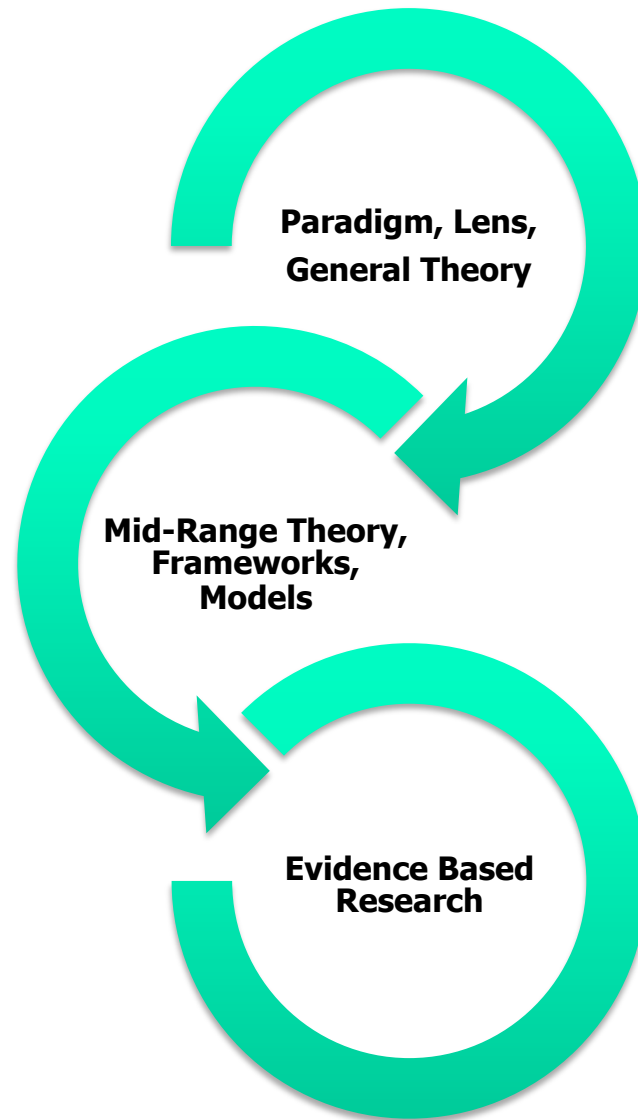 Paradigm, Lens,
General Theory
Mid-Range Theory,
Frameworks,
Models
Evidence Based
Research